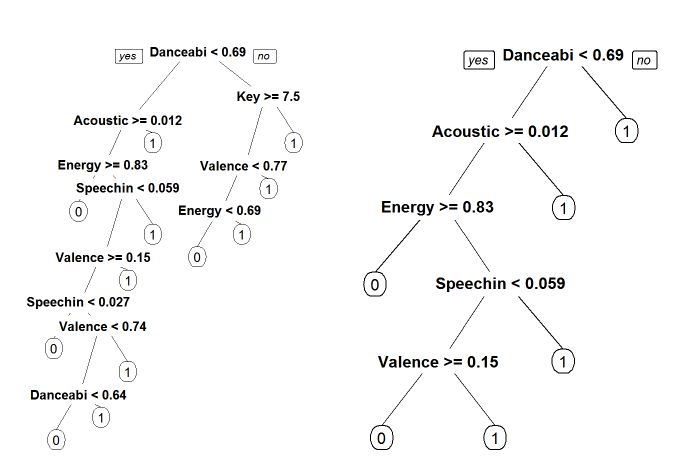 yes Danceabi < 0.69 no
Key >= 7.5
Acoustic >= 0.012
1
1
Energy >= 0.83
Valence < 0.77
Speechin < 0.059
1
0
Energy < 0.69
1
1
0
Valence >= 0.15
1
Speechin < 0.027
Valence < 0.74
0
1
Danceabi < 0.64
1
0
yes Danceabi < 0.69 no
Acoustic >= 0.012
1
Energy >= 0.83
1
0
Speechin < 0.059
Valence >= 0.15
1
0
1